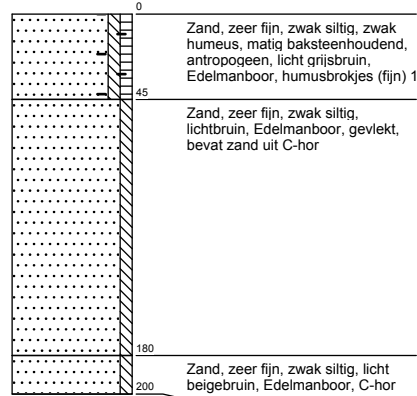 0
Zand, zeer fijn, zwak siltig, zwak
humeus, matig baksteenhoudend,
antropogeen, licht grijsbruin,
Edelmanboor, humusbrokjes (fijn) 1
45
Zand, zeer fijn, zwak siltig,
lichtbruin, Edelmanboor, gevlekt,
bevat zand uit C-hor
180
Zand, zeer fijn, zwak siltig, licht
beigebruin, Edelmanboor, C-hor
200